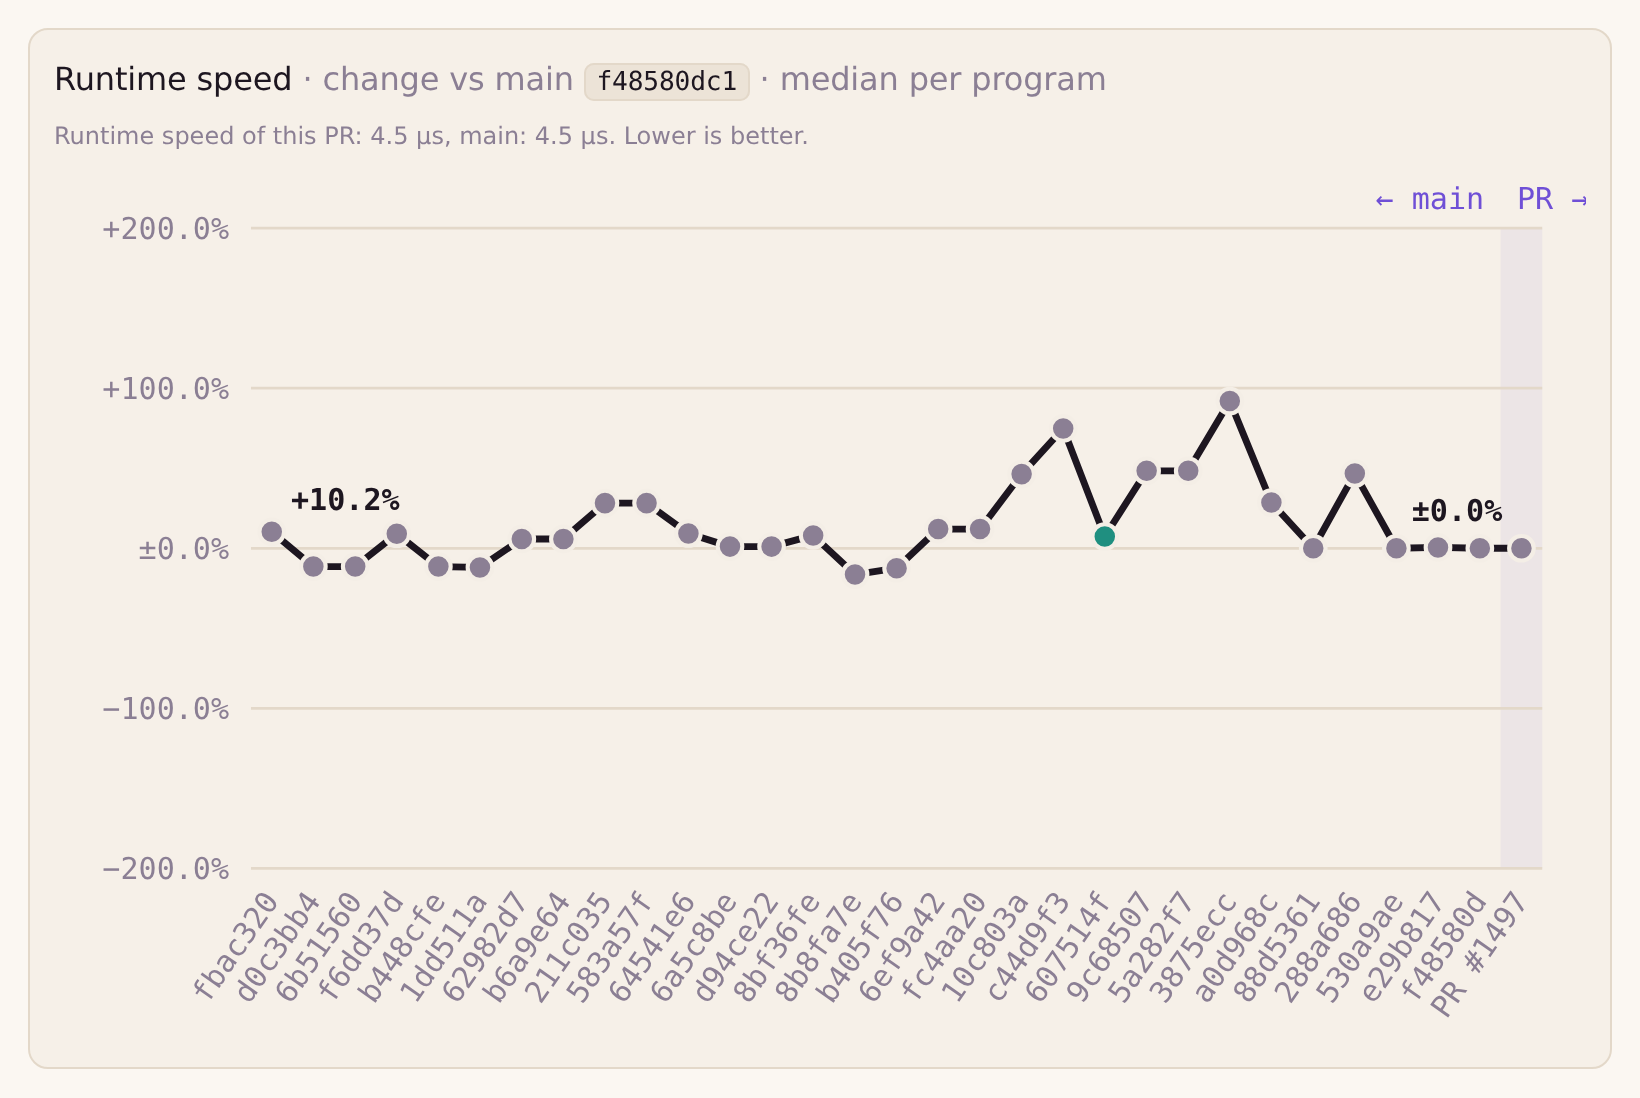 Runtime speed · change vs main f48580dc1 · median per program
Runtime speed of this PR: 4.5 µs, main: 4.5 µs. Lower is better.
← main PR →
+200.0%
+100.0%
+10.2%
±0.0%
±0.0%
−100.0%
−200.0%
fbac320
d0c3bb4
6b51560
f6dd37d
b448cfe
1dd511a
62982d7
b6a9e64
211c035
583a57f
64541e6
6a5c8be
d94ce22
8bf36fe
8b8fa7e
b405f76
6ef9a42
fc4aa20
10c803a
c44d9f3
607514f
9c68507
5a282f7
3875ecc
a0d968c
88d5361
288a686
530a9ae
e29b817
f48580d
PR #1497